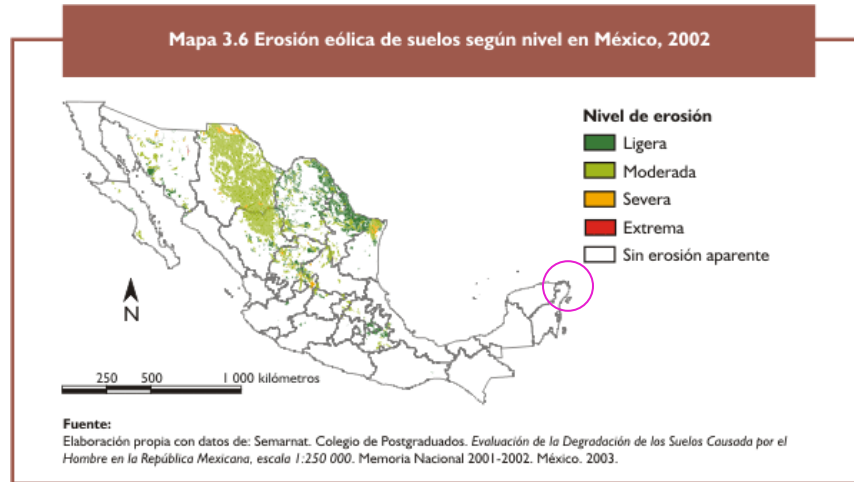 Mapa 3.6 Erosión eólica de suelos según nivel en México, 2002
Nivel de erosión
Ligera
Moderada
Severa
Extrema
Sin erosión aparente
N
250 500 1 000 kilómetros
Fuente:
Elaboración propia con datos de: Semarnat. Colegio de Postgraduados. Evaluación de la Degradación de los Suelos Causada por el
Hombre en la República Mexicana, escala 1:250 000. Memoria Nacional 2001-2002. México. 2003.